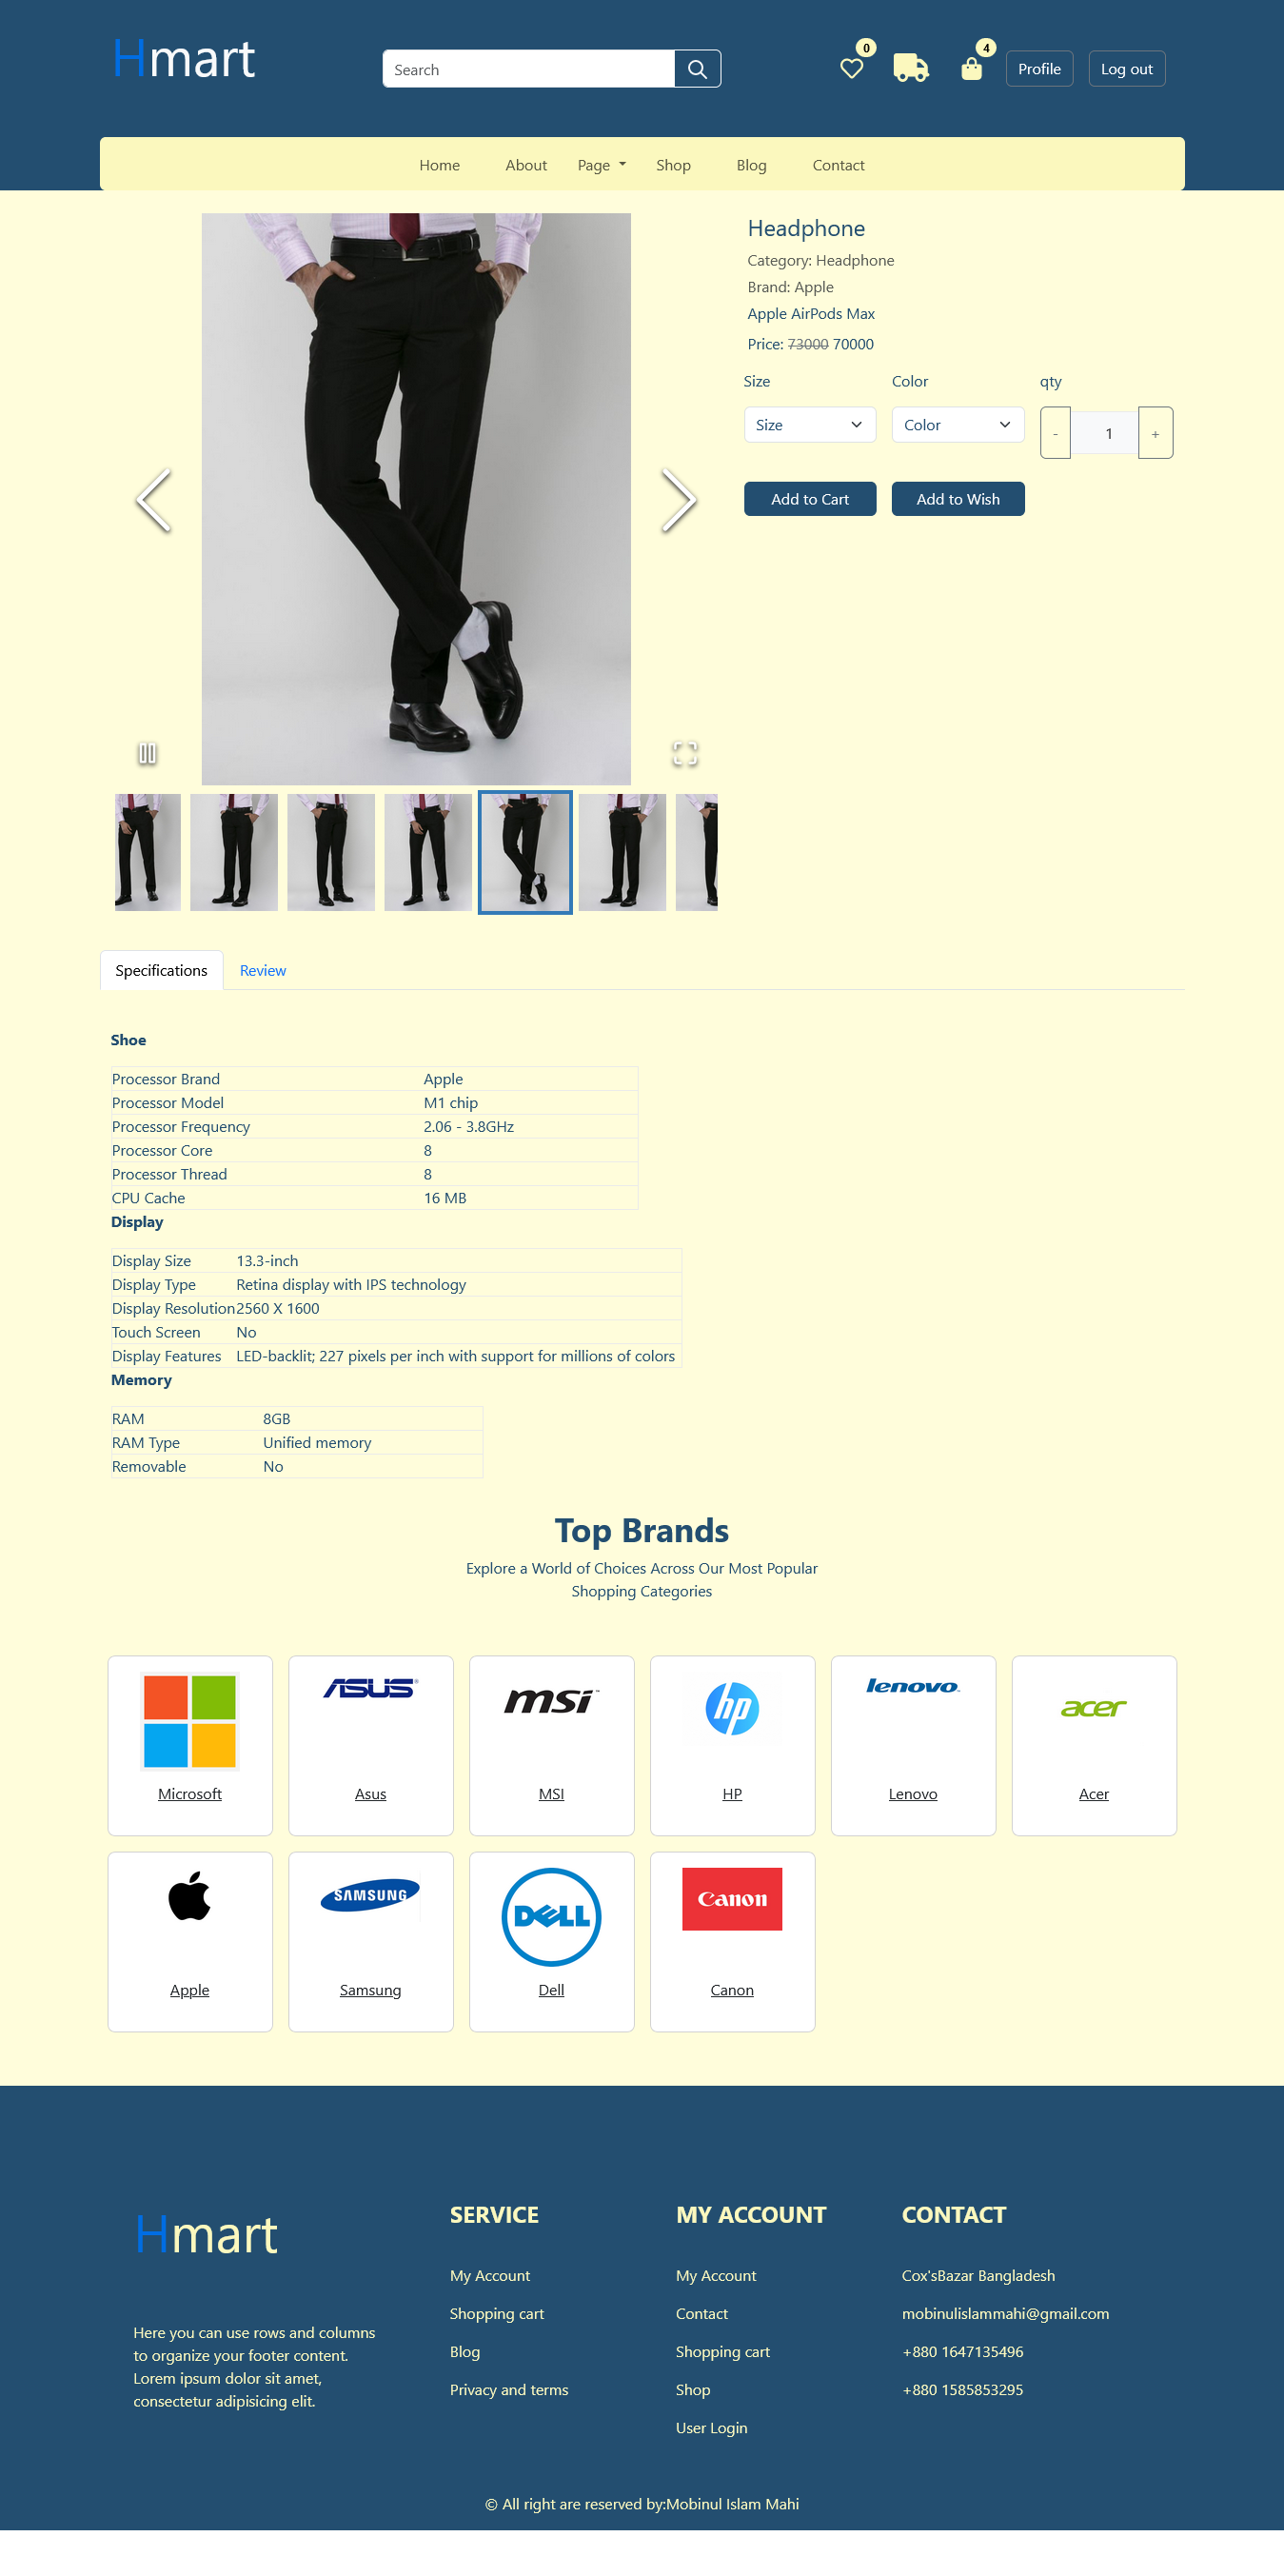 Hmart
Search
0
4
Profile
Log out
Home About Page Shop Blog Contact
Headphone
Category: Headphone
Brand: Apple
Apple AirPods Max
Price: 73000 70000
Size Color qty
Size Color - 1 +
Add to Cart Add to Wish
Specifications Review
Shoe
Processor Brand Apple
Processor Model M1 chip
Processor Frequency 2.06 - 3.8GHz
Processor Core 8
Processor Thread 8
CPU Cache 16 MB
Display
Display Size 13.3-inch
Display Type Retina display with IPS technology
Display Resolution 2560 X 1600
Touch Screen No
Display Features LED-backlit; 227 pixels per inch with support for millions of colors
Memory
RAM 8GB
RAM Type Unified memory
Removable No
Top Brands
Explore a World of Choices Across Our Most Popular
Shopping Categories
ASUS msi hp lenovo acer
Microsoft Asus MSI HP Lenovo Acer
SAMSUNG DELL Canon
Apple Samsung Dell Canon
Hmart
Here you can use rows and columns
to organize your footer content.
Lorem ipsum dolor sit amet,
consectetur adipisicing elit.
SERVICE
My Account
Shopping cart
Blog
Privacy and terms
MY ACCOUNT
My Account
Contact
Shopping cart
Shop
User Login
CONTACT
Cox'sBazar Bangladesh
mobinulislammahi@gmail.com
+880 1647135496
+880 1585853295
© All right are reserved by:Mobinul Islam Mahi